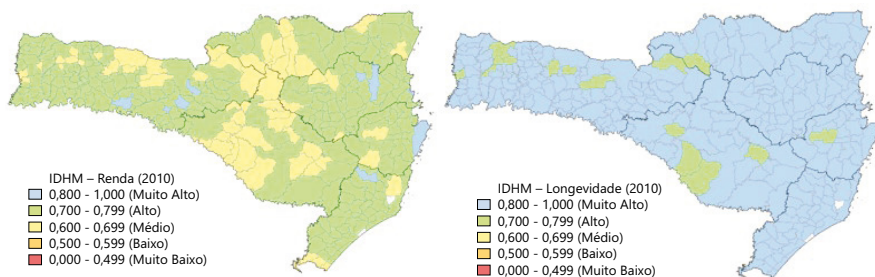 IDHM – Renda (2010)
0,800 - 1,000 (Muito Alto)
0,700 - 0,799 (Alto)
0,600 - 0,699 (Médio)
0,500 - 0,599 (Baixo)
0,000 - 0,499 (Muito Baixo)
IDHM – Longevidade (2010)
0,800 - 1,000 (Muito Alto)
0,700 - 0,799 (Alto)
0,600 - 0,699 (Médio)
0,500 - 0,599 (Baixo)
0,000 - 0,499 (Muito Baixo)